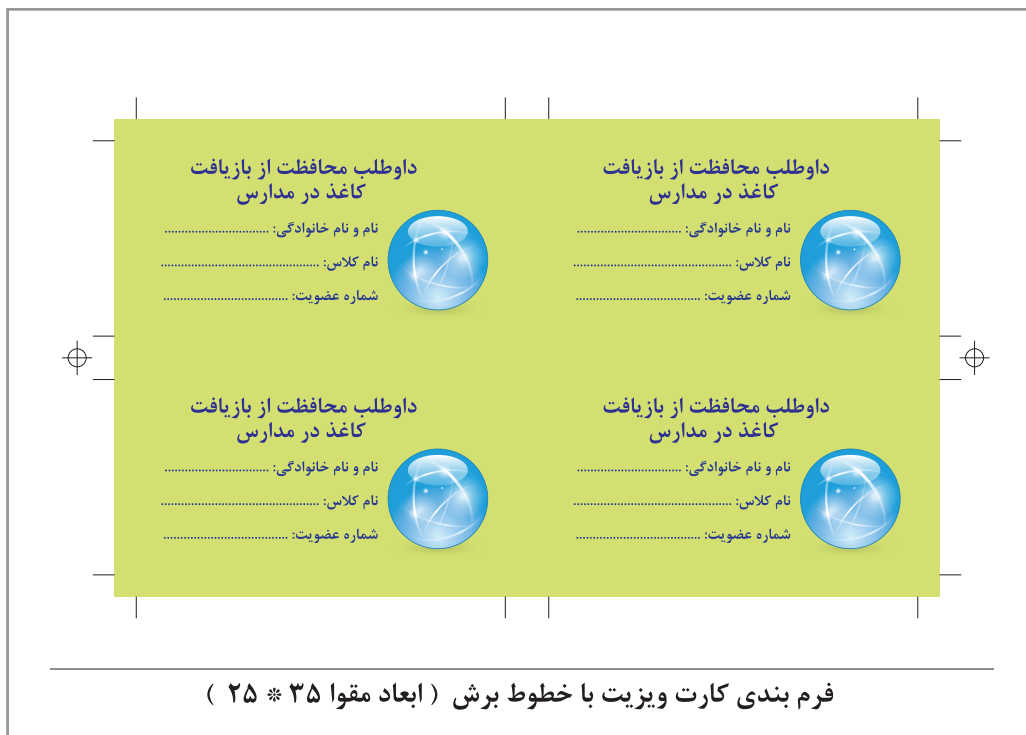 داوطلب محافظت از بازیافت
کاغذ در مدارس
نام و نام خانوادگی: ...............................
نام کلاس: ...............................................
شماره عضویت: .....................................
داوطلب محافظت از بازیافت
کاغذ در مدارس
نام و نام خانوادگی: ...............................
نام کلاس: ...............................................
شماره عضویت: .....................................
داوطلب محافظت از بازیافت
کاغذ در مدارس
نام و نام خانوادگی: ...............................
نام کلاس: ...............................................
شماره عضویت: .....................................
داوطلب محافظت از بازیافت
کاغذ در مدارس
نام و نام خانوادگی: ...............................
نام کلاس: ...............................................
شماره عضویت: .....................................
فرم بندی کارت ویزیت با خطوط برش ( ابعاد مقوا ۳۵ * ۲۵ )